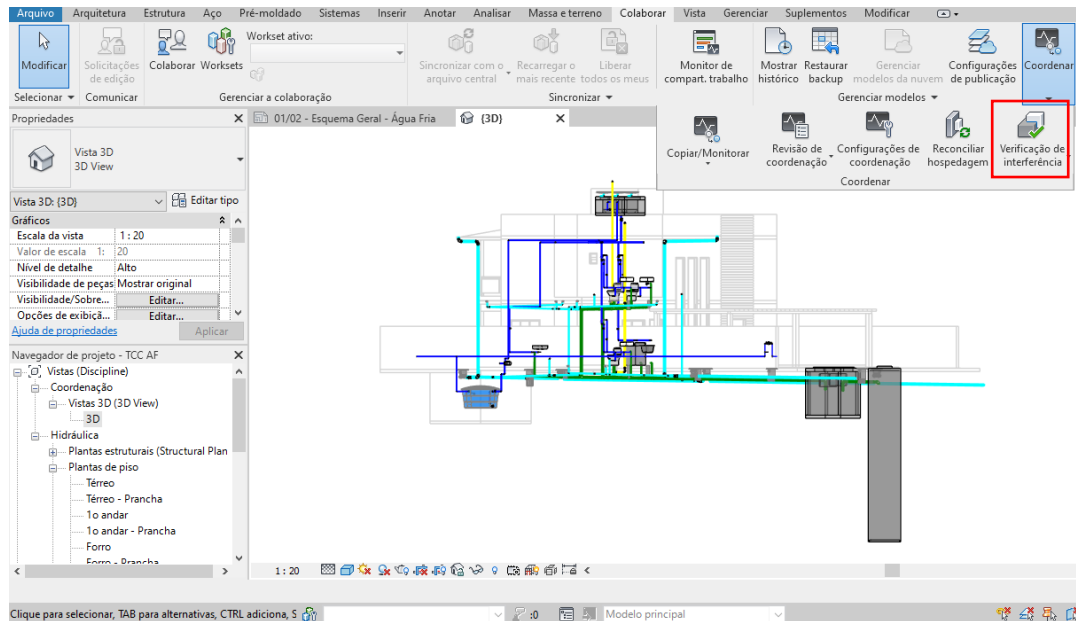 Arquivo Arquitetura Estrutura Aço Pré-moldado Sistemas Inserir Anotar Analisar Massa e terreno Colaborar Vista Gerenciar Suplementos Modificar
Modificar
Solicitações de edição
Colaborar
Worksets
Workset ativo:
Sincronizar com o arquivo central
Recarregar o mais recente
Liberar todos os meus
Monitor de compart. trabalho
Mostrar histórico
Restaurar backup
Gerenciar modelos da nuvem
Configurações de publicação
Coordenar
Selecionar Comunicar Gerenciar a colaboração Sincronizar Gerenciar modelos
Copiar/Monitorar
Revisão de coordenação
Configurações de coordenação
Reconciliar hospedagem
Verificação de interferência
Coordenar
Propriedades X
01/02 - Esquema Geral - Água Fria
{3D} X
Vista 3D
3D View
Vista 3D: {3D} Editar tipo
Gráficos
Escala da vista 1 : 20
Valor de escala 1: 20
Nível de detalhe Alto
Visibilidade de peças Mostrar original
Visibilidade/Sobre... Editar...
Opções de exibiçã... Editar...
Ajuda de propriedades Aplicar
Navegador de projeto - TCC AF X
Vistas (Discipline)
Coordenação
Vistas 3D (3D View)
3D
Hidráulica
Plantas estruturais (Structural Plan
Plantas de piso
Térreo
Térreo - Prancha
1o andar
1o andar - Prancha
Forro
Forro - Prancha
1 : 20
Clique para selecionar, TAB para alternativas, CTRL adiciona, S :0 Modelo principal